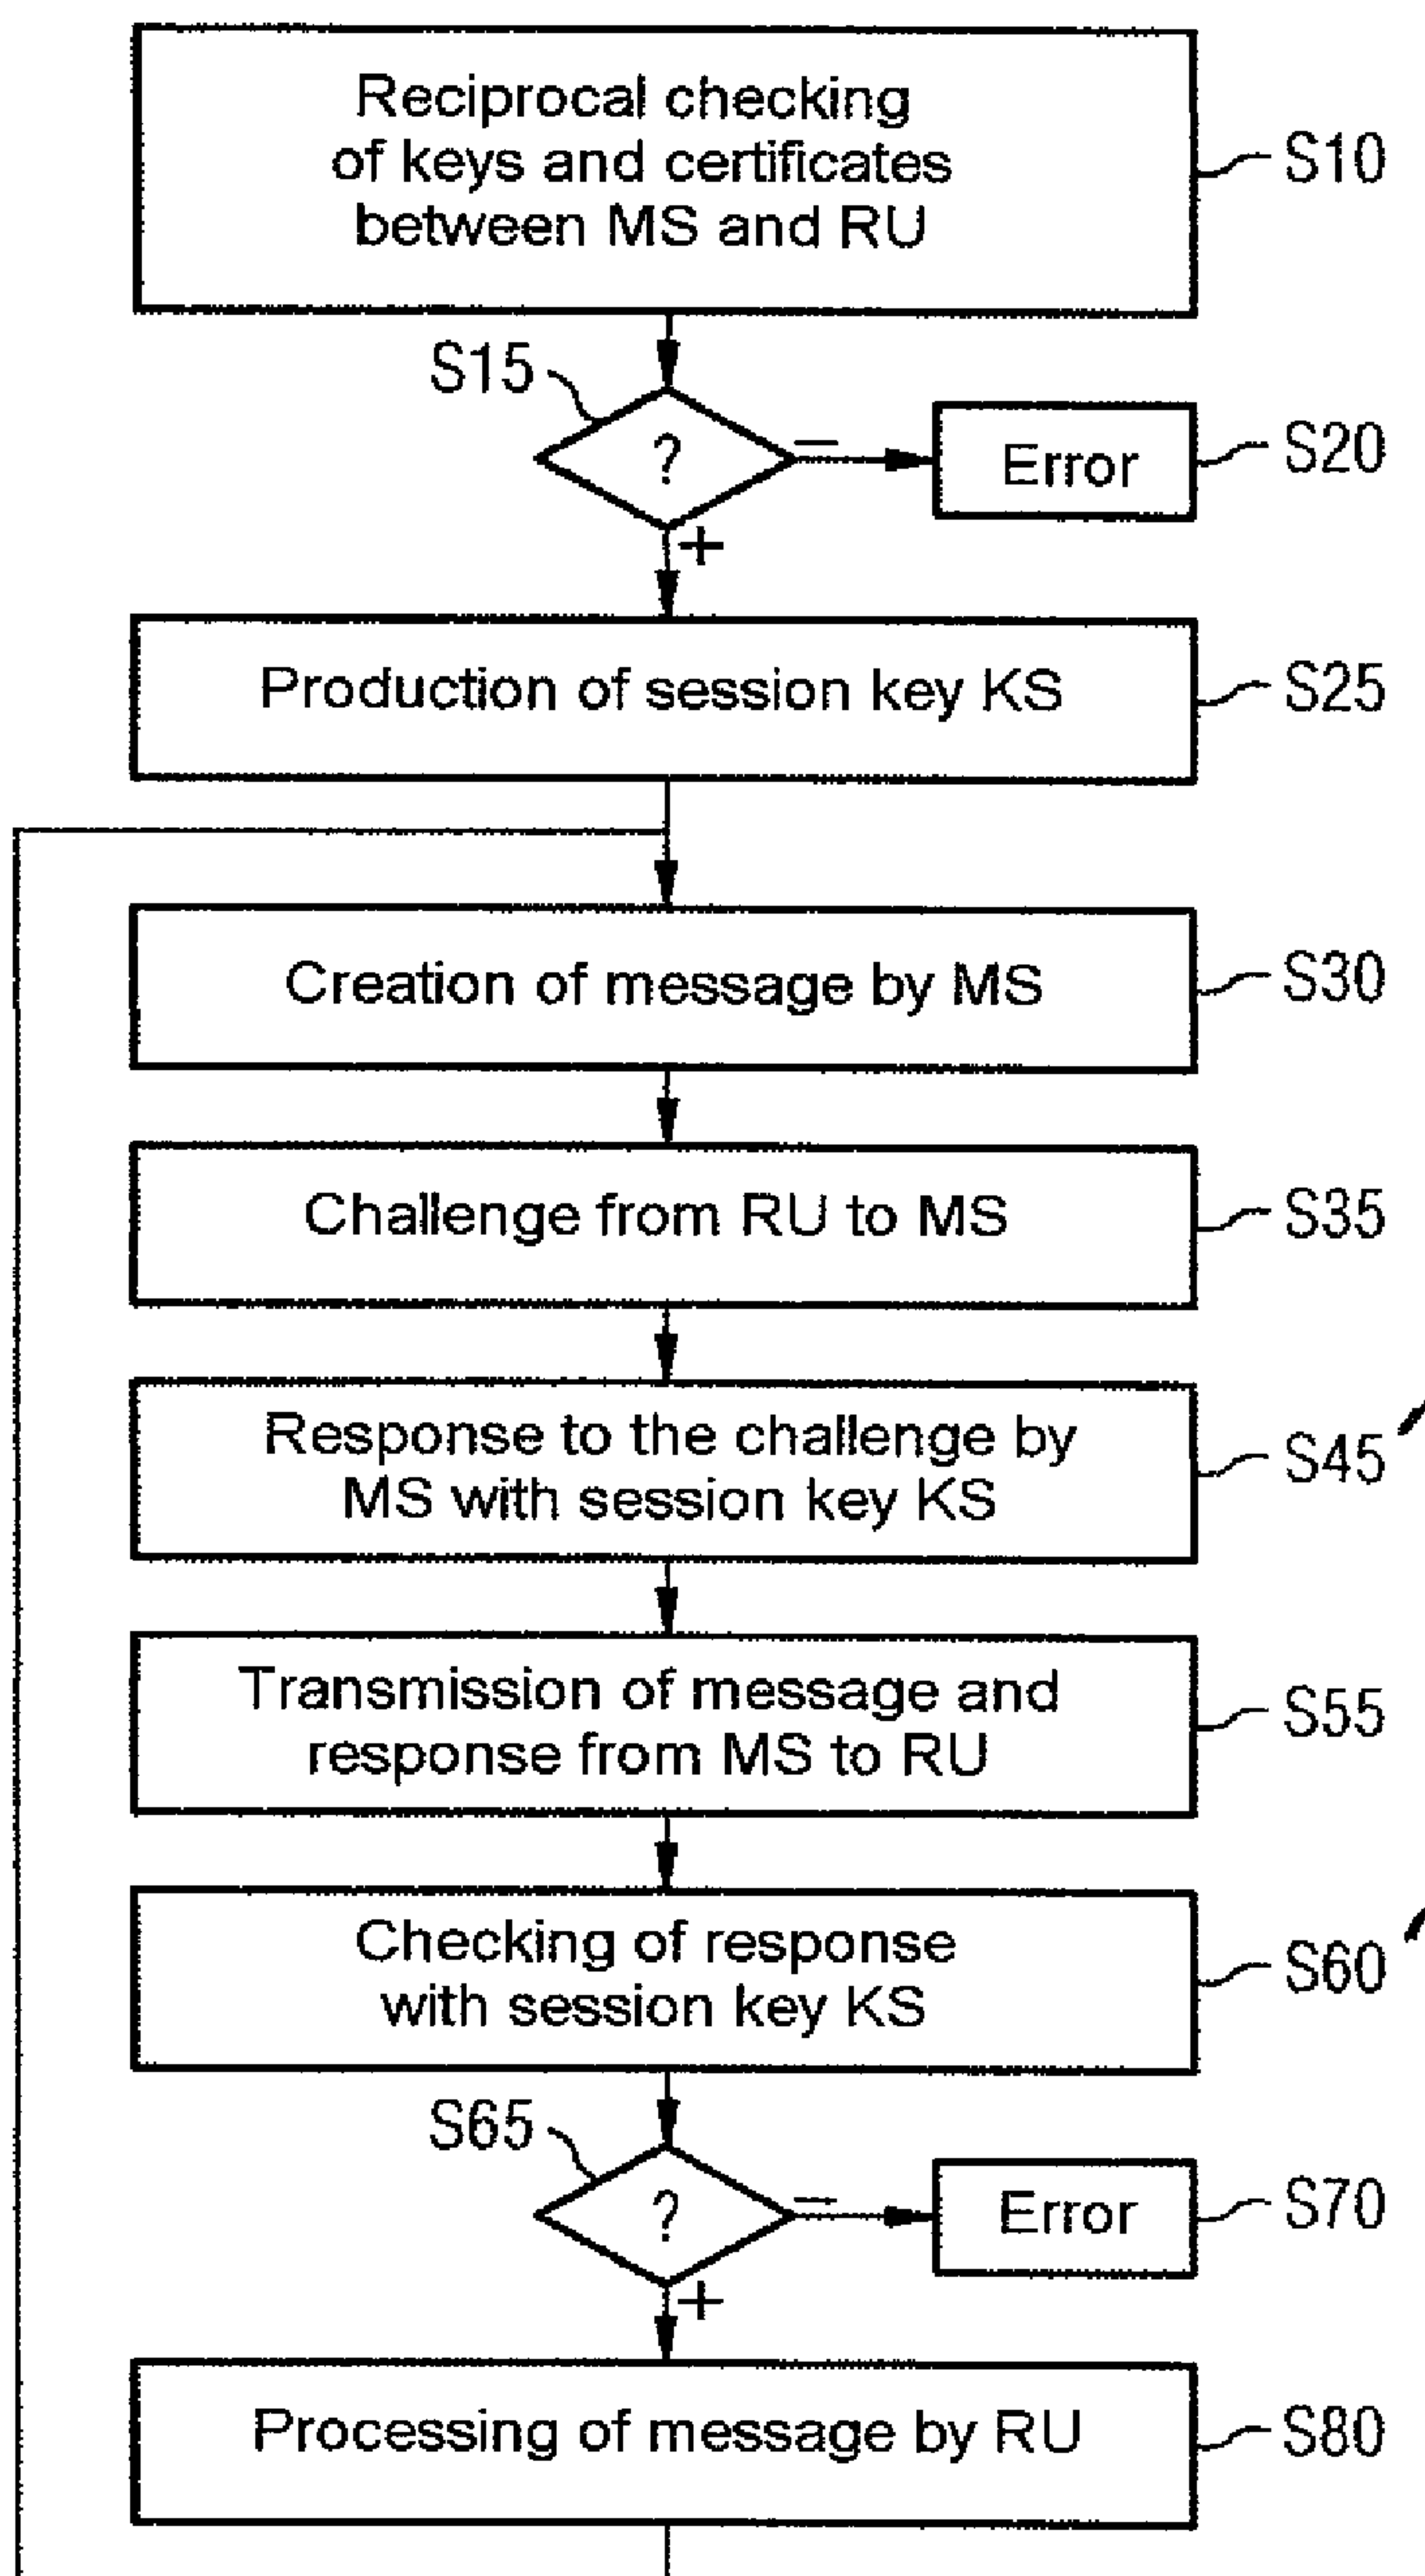 Reciprocal checking
of keys and certificates
between MS and RU
S10
S15
?
–
Error
S20
+
Production of session key KS
S25
Creation of message by MS
S30
Challenge from RU to MS
S35
Response to the challenge by
MS with session key KS
S45
Transmission of message and
response from MS to RU
S55
Checking of response
with session key KS
S60
S65
?
–
Error
S70
+
Processing of message by RU
S80